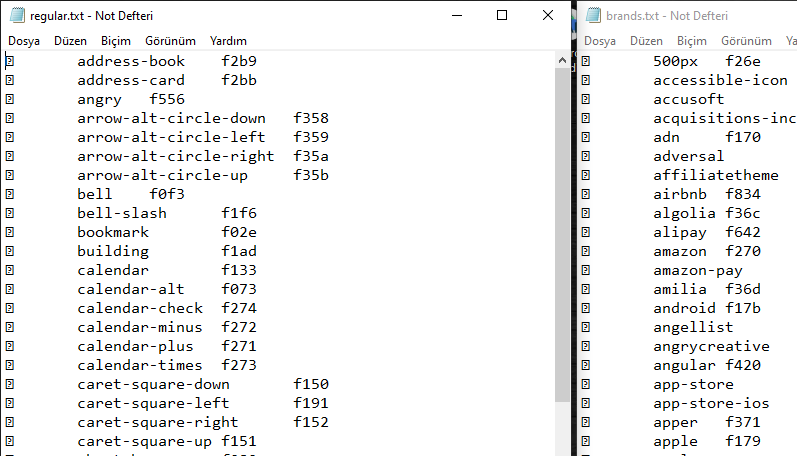 regular.txt - Not Defteri
Dosya Düzen Biçim Görünüm Yardım
address-book f2b9
address-card f2bb
angry f556
arrow-alt-circle-down f358
arrow-alt-circle-left f359
arrow-alt-circle-right f35a
arrow-alt-circle-up f35b
bell f0f3
bell-slash f1f6
bookmark f02e
building f1ad
calendar f133
calendar-alt f073
calendar-check f274
calendar-minus f272
calendar-plus f271
calendar-times f273
caret-square-down f150
caret-square-left f191
caret-square-right f152
caret-square-up f151
brands.txt - Not Defteri
Dosya Düzen Biçim Görünüm
500px f26e
accessible-icon
accusoft
acquisitions-inc
adn f170
adversal
affiliatetheme
airbnb f834
algolia f36c
alipay f642
amazon f270
amazon-pay
amilia f36d
android f17b
angellist
angrycreative
angular f420
app-store
app-store-ios
apper f371
apple f179